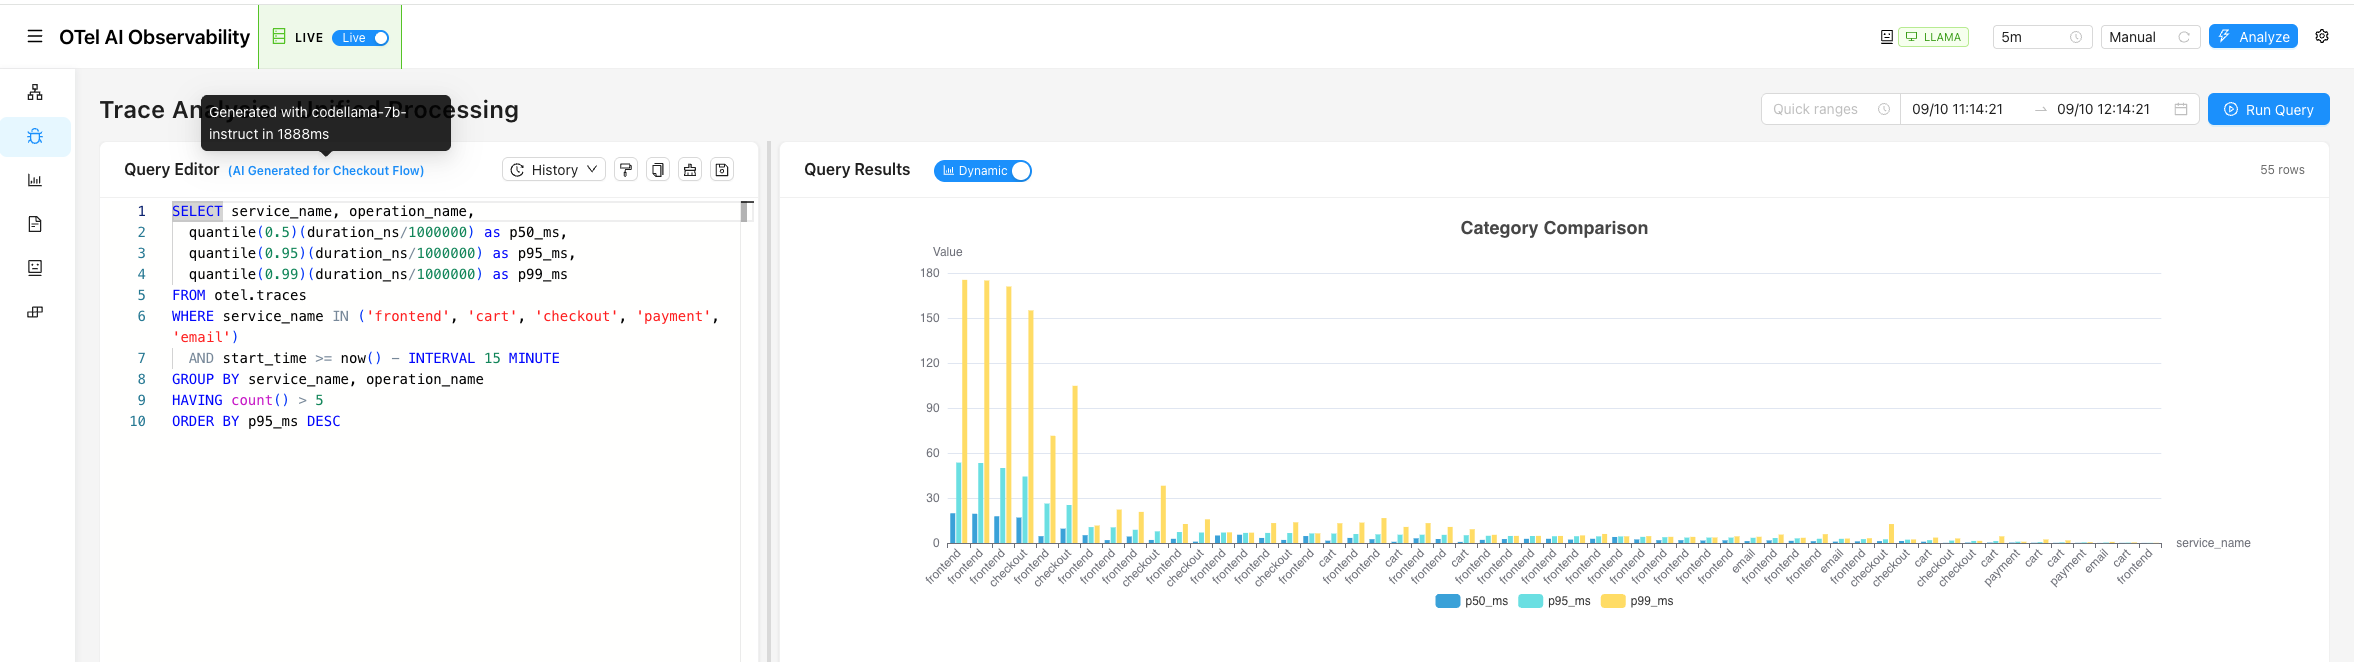 OTel AI Observability
LIVE
Live
LLAMA
5m
Manual
Analyze
Trace Analysis - Unified Processing
Generated with codellama-7b-
instruct in 1888ms
Quick ranges
09/10 11:14:21
→
09/10 12:14:21
Run Query
Query Editor (AI Generated for Checkout Flow)
History
1 SELECT service_name, operation_name,
2 quantile(0.5)(duration_ns/1000000) as p50_ms,
3 quantile(0.95)(duration_ns/1000000) as p95_ms,
4 quantile(0.99)(duration_ns/1000000) as p99_ms
5 FROM otel.traces
6 WHERE service_name IN ('frontend', 'cart', 'checkout', 'payment',
'email')
7 AND start_time >= now() - INTERVAL 15 MINUTE
8 GROUP BY service_name, operation_name
9 HAVING count() > 5
10 ORDER BY p95_ms DESC
Query Results
Dynamic
55 rows
Category Comparison
Value
180
150
120
90
60
30
0
frontend
frontend
frontend
checkout
frontend
checkout
frontend
frontend
frontend
checkout
frontend
checkout
frontend
frontend
frontend
checkout
frontend
cart
frontend
frontend
cart
frontend
frontend
cart
frontend
frontend
frontend
frontend
frontend
frontend
frontend
frontend
frontend
frontend
frontend
frontend
email
frontend
frontend
frontend
email
frontend
checkout
checkout
cart
checkout
checkout
cart
payment
cart
cart
payment
email
cart
frontend
service_name
p50_ms
p95_ms
p99_ms